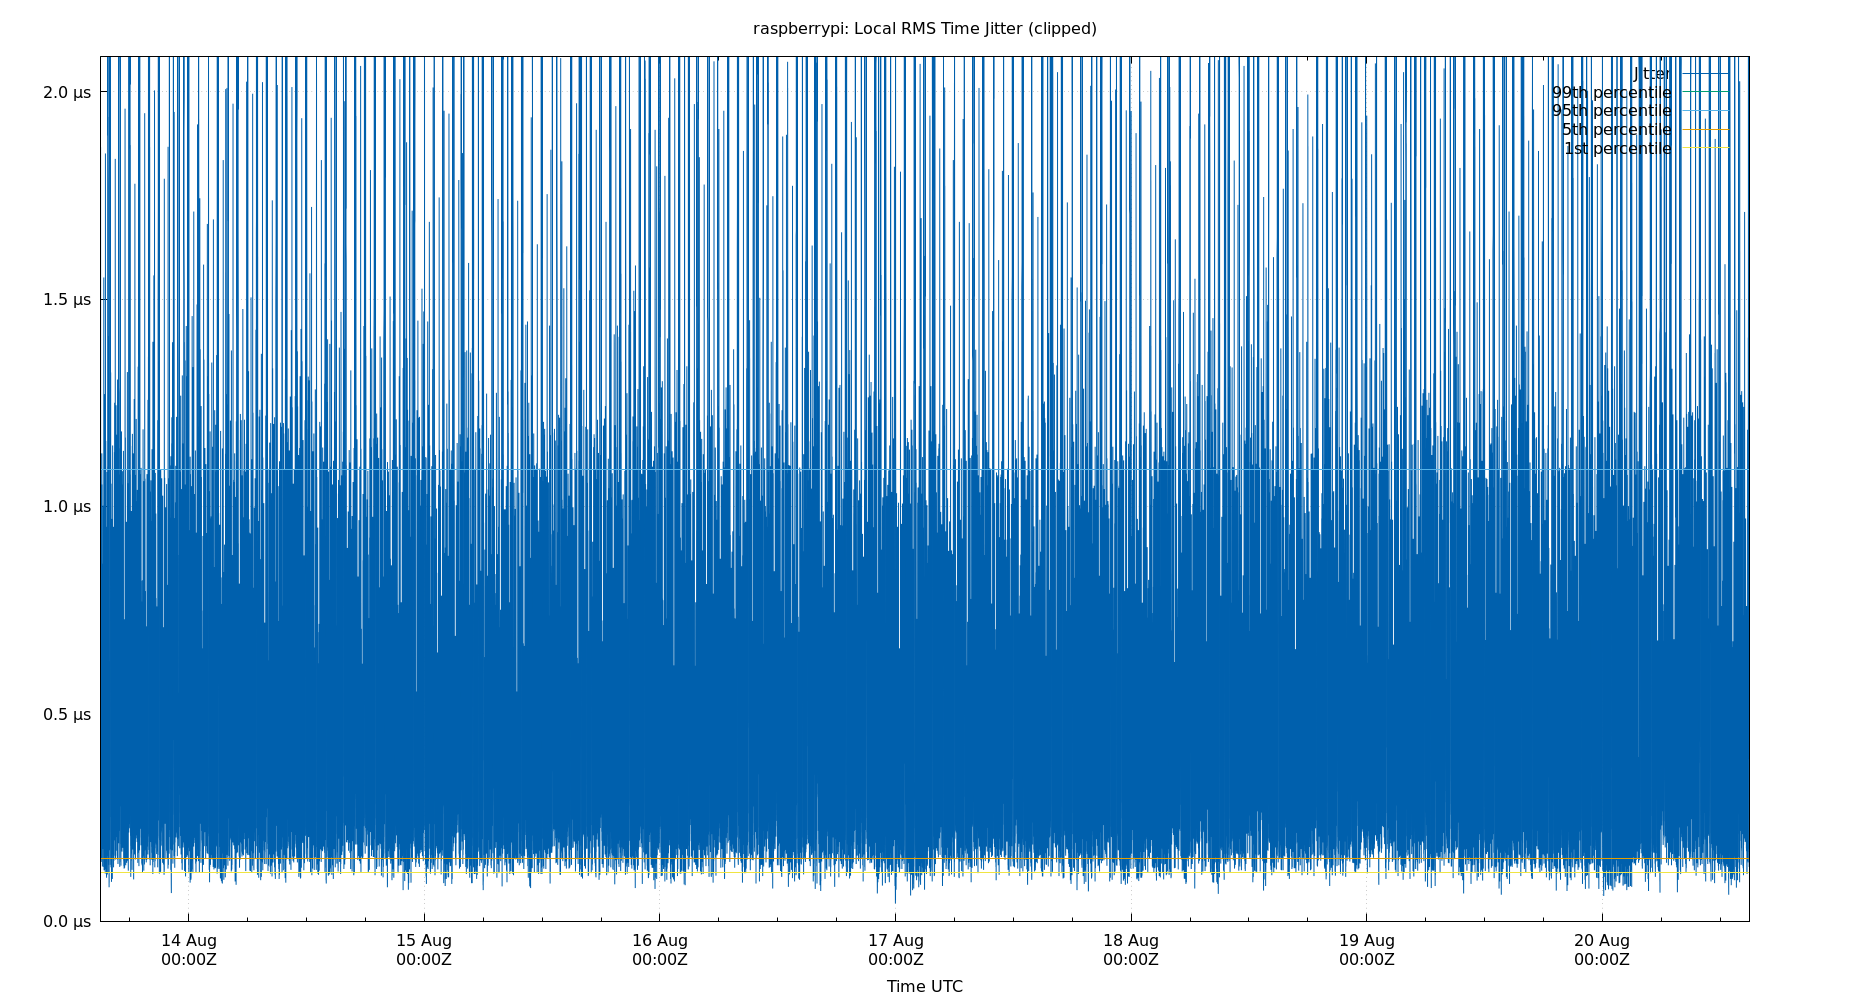 raspberrypi: Local RMS Time Jitter (clipped)
2.0 μs
1.5 μs
1.0 μs
0.5 μs
0.0 μs
Jitter
99th percentile
95th percentile
5th percentile
1st percentile
14 Aug
00:00Z
15 Aug
00:00Z
16 Aug
00:00Z
17 Aug
00:00Z
18 Aug
00:00Z
19 Aug
00:00Z
20 Aug
00:00Z
Time UTC